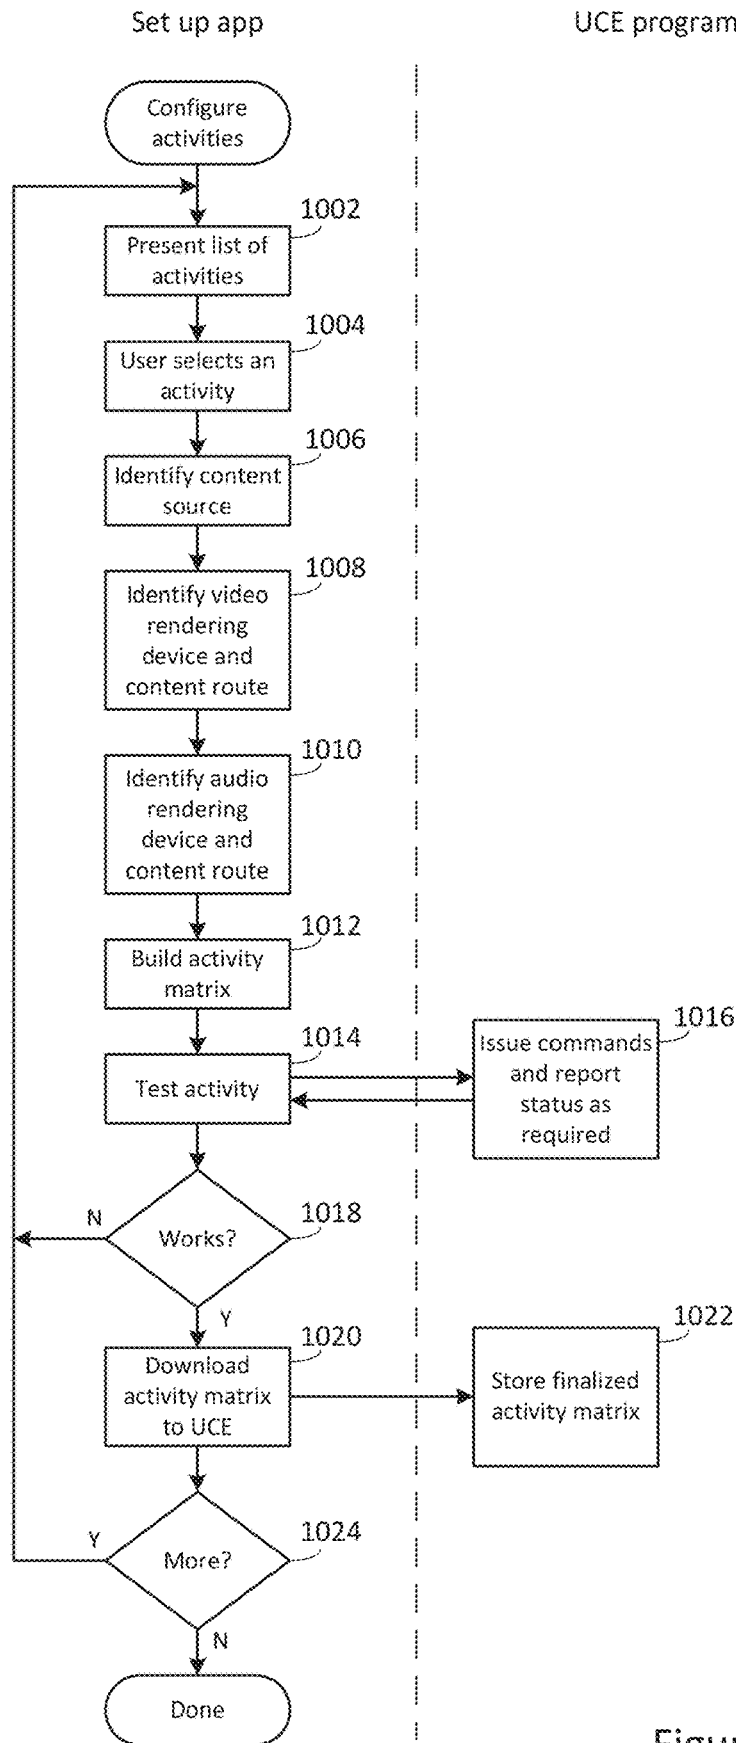 Set up app
UCE program
Configure
activities
1002
Present list of
activities
1004
User selects an
activity
1006
Identify content
source
1008
Identify video
rendering
device and
content route
1010
Identify audio
rendering
device and
content route
1012
Build activity
matrix
1014
Test activity
1016
Issue commands
and report
status as
required
N
Works?
1018
Y
1020
Download
activity matrix
to UCE
1022
Store finalized
activity matrix
Y
More?
1024
N
Done